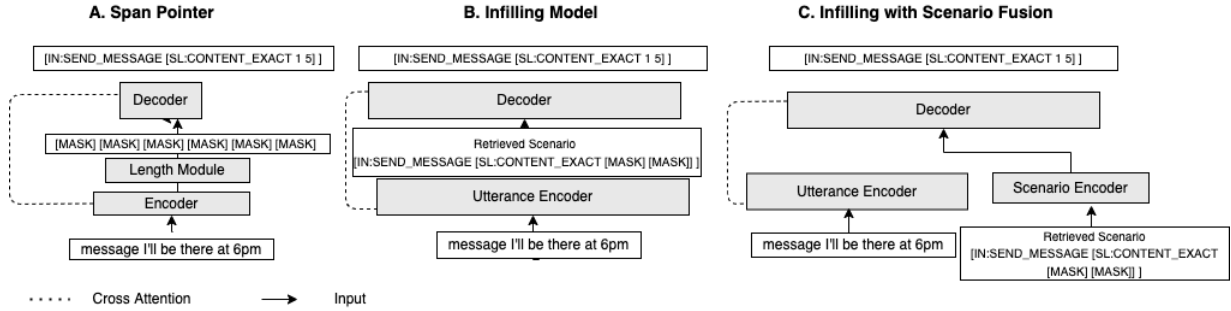 A. Span Pointer
[IN:SEND_MESSAGE [SL:CONTENT_EXACT 1 5] ]
Decoder
[MASK] [MASK] [MASK] [MASK] [MASK] [MASK]
Length Module
Encoder
message I'll be there at 6pm
B. Infilling Model
[IN:SEND_MESSAGE [SL:CONTENT_EXACT 1 5] ]
Decoder
Retrieved Scenario
[IN:SEND_MESSAGE [SL:CONTENT_EXACT [MASK] [MASK]] ]
Utterance Encoder
message I'll be there at 6pm
C. Infilling with Scenario Fusion
[IN:SEND_MESSAGE [SL:CONTENT_EXACT 1 5] ]
Decoder
Utterance Encoder
message I'll be there at 6pm
Scenario Encoder
Retrieved Scenario
[IN:SEND_MESSAGE [SL:CONTENT_EXACT
[MASK] [MASK]] ]
Cross Attention
Input